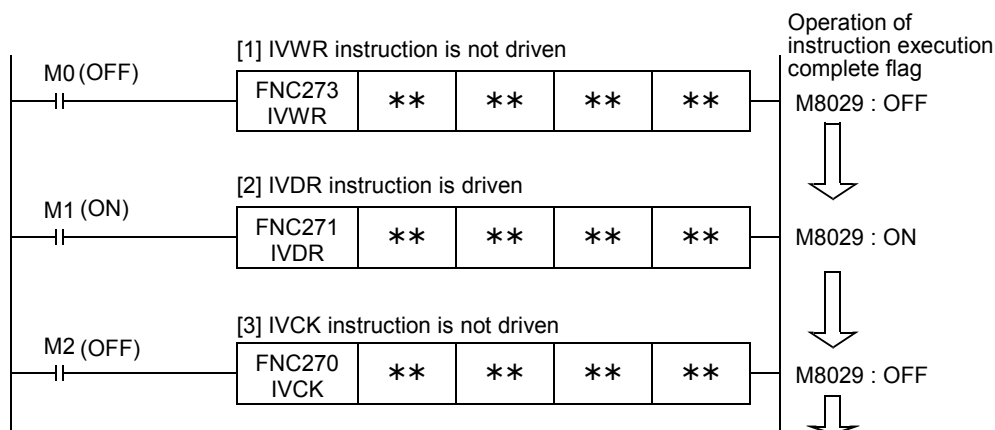 Operation of
instruction execution
complete flag
[1] IVWR instruction is not driven
M0 (OFF)
FNC273
IVWR
** ** ** **
M8029 : OFF
[2] IVDR instruction is driven
M1 (ON)
FNC271
IVDR
** ** ** **
M8029 : ON
[3] IVCK instruction is not driven
M2 (OFF)
FNC270
IVCK
** ** ** **
M8029 : OFF